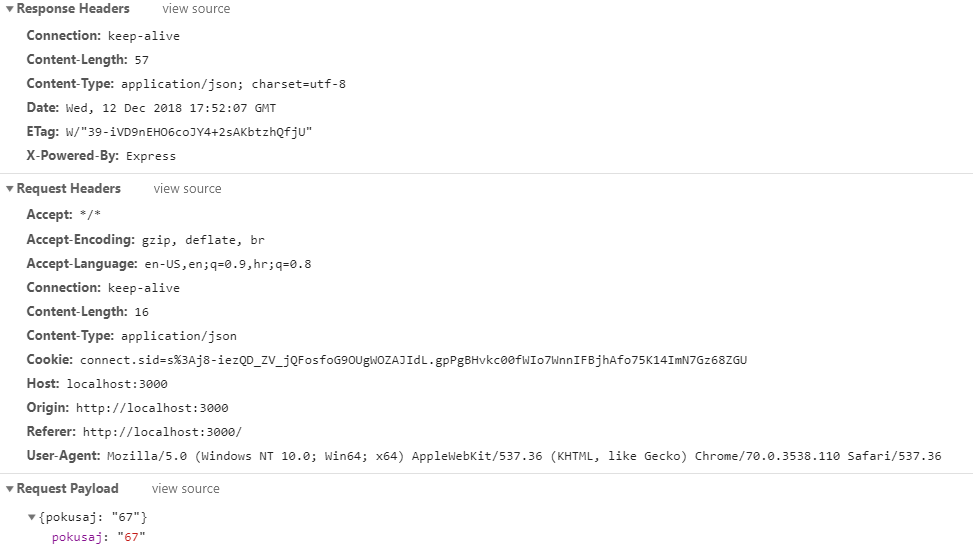 Response Headers view source
Connection: keep-alive
Content-Length: 57
Content-Type: application/json; charset=utf-8
Date: Wed, 12 Dec 2018 17:52:07 GMT
ETag: W/"39-iVD9nEHO6coJY4+2sAKbtzhQfjU"
X-Powered-By: Express
Request Headers view source
Accept: */*
Accept-Encoding: gzip, deflate, br
Accept-Language: en-US,en;q=0.9,hr;q=0.8
Connection: keep-alive
Content-Length: 16
Content-Type: application/json
Cookie: connect.sid=s%3Aj8-iezQD_ZV_jQFosfoG9OUgWOZAJIdL.gpPgBHvkc00fWIo7WnnIFBjhAfo75K14ImN7Gz68ZGU
Host: localhost:3000
Origin: http://localhost:3000
Referer: http://localhost:3000/
User-Agent: Mozilla/5.0 (Windows NT 10.0; Win64; x64) AppleWebKit/537.36 (KHTML, like Gecko) Chrome/70.0.3538.110 Safari/537.36
Request Payload view source
{pokusaj: "67"}
pokusaj: "67"